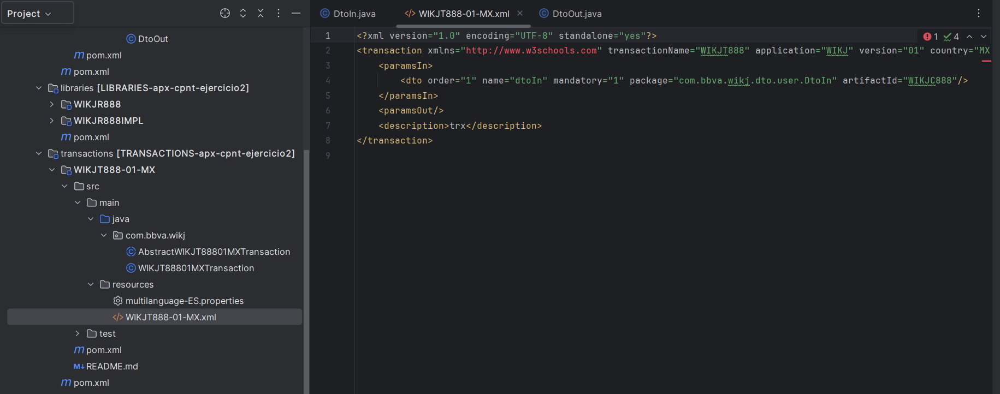 Project
DtoOut
pom.xml
pom.xml
libraries [LIBRARIES-apx-cpnt-ejercicio2]
WIKJR888
WIKJR888IMPL
pom.xml
transactions [TRANSACTIONS-apx-cpnt-ejercicio2]
WIKJT888-01-MX
src
main
java
com.bbva.wikj
AbstractWIKJT88801MXTransaction
WIKJT88801MXTransaction
resources
multilanguage-ES.properties
WIKJT888-01-MX.xml
test
pom.xml
README.md
pom.xml
DtoIn.java WIKJT888-01-MX.xml DtoOut.java
1 4
1 <?xml version="1.0" encoding="UTF-8" standalone="yes"?>
2 <transaction xmlns="http://www.w3schools.com" transactionName="WIKJT888" application="WIKJ" version="01" country="MX
3 <paramsIn>
4 <dto order="1" name="dtoIn" mandatory="1" package="com.bbva.wikj.dto.user.DtoIn" artifactId="WIKJC888"/>
5 </paramsIn>
6 <paramsOut/>
7 <description>trx</description>
8 </transaction>
9